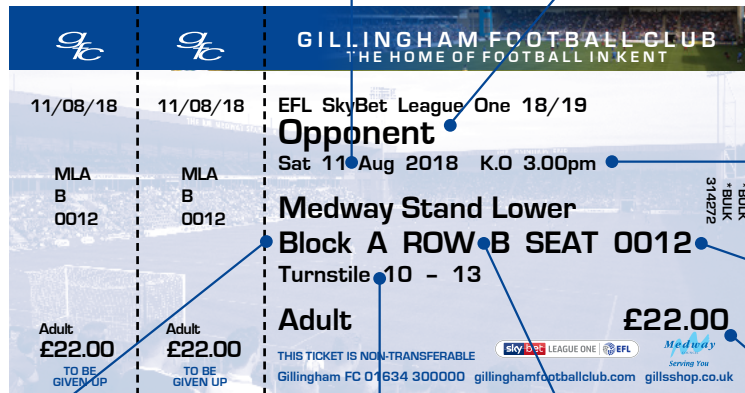 gfc
gfc
GILLINGHAM FOOTBALL CLUB
THE HOME OF FOOTBALL IN KENT
11/08/18
MLA
B
0012
Adult
£22.00
TO BE
GIVEN UP
11/08/18
MLA
B
0012
Adult
£22.00
TO BE
GIVEN UP
EFL SkyBet League One 18/19
Opponent
Sat 11 Aug 2018 K.O 3.00pm
Medway Stand Lower
Block A ROW B SEAT 0012
Turnstile 10 - 13
Adult
£22.00
THIS TICKET IS NON-TRANSFERABLE
sky bet LEAGUE ONE EFL
Medway
Serving You
Gillingham FC 01634 300000 gillinghamfootballclub.com gillsshop.co.uk
*BULK
*BULK
314272